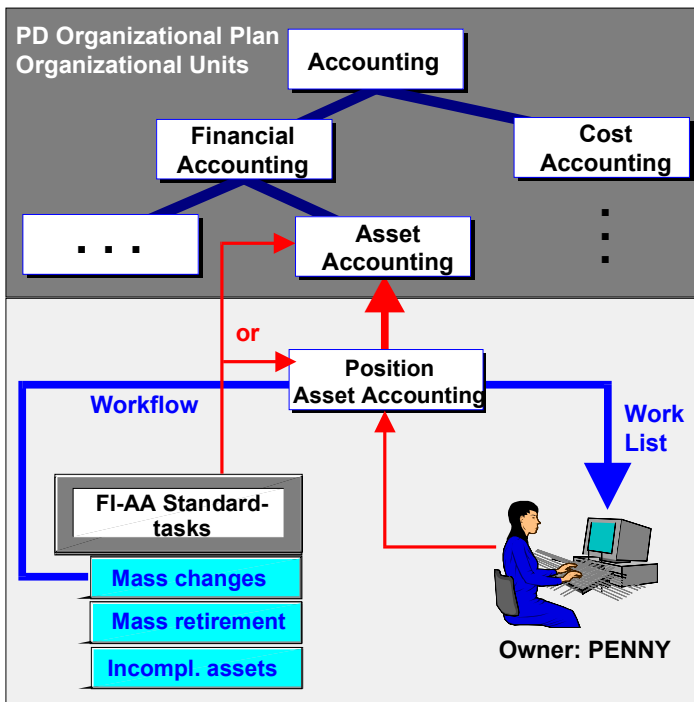 PD Organizational Plan
Organizational Units
Accounting
Financial
Accounting
Cost
Accounting
. . .
Asset
Accounting
or
Position
Asset Accounting
Workflow
Work
List
FI-AA Standard-
tasks
Mass changes
Mass retirement
Incompl. assets
Owner: PENNY